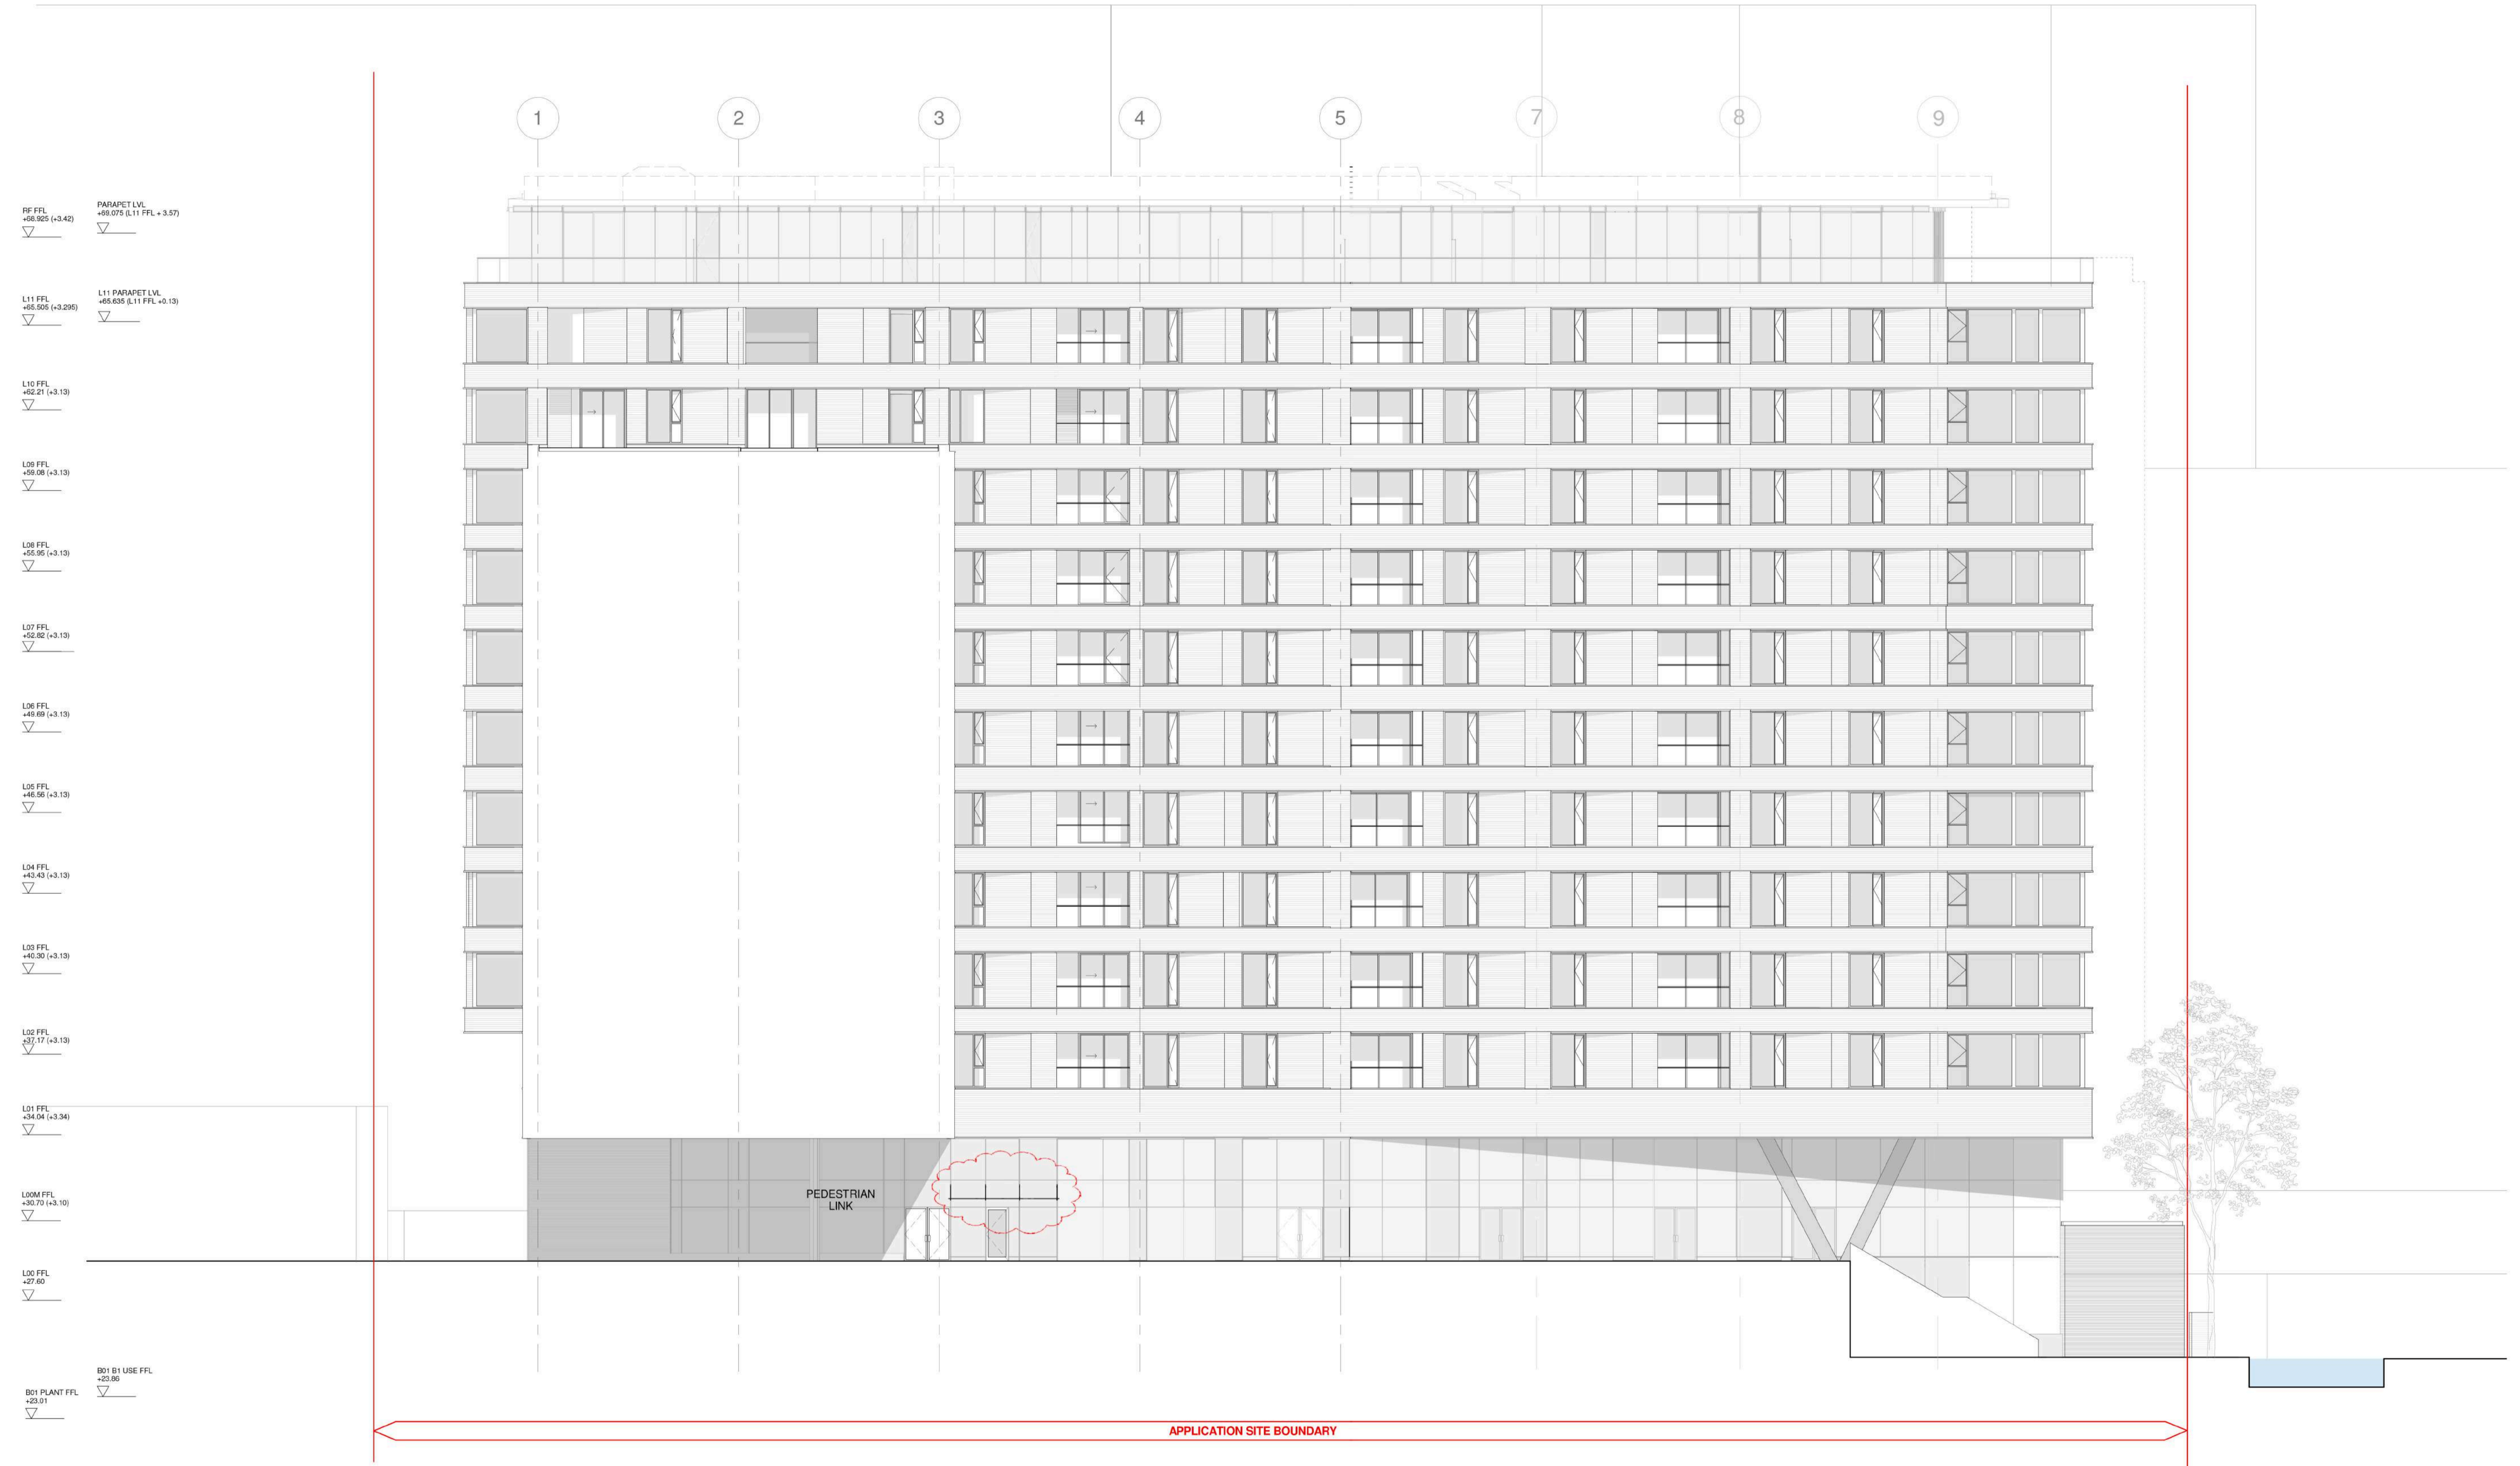 1
2
3
4
5
7
8
9
RF FFL
+68.925 (+3.42)
PARAPET LVL
+69.075 (L11 FFL + 3.57)
L11 FFL
+65.505 (+3.295)
L11 PARAPET LVL
+65.635 (L11 FFL +0.13)
L10 FFL
+62.21 (+3.13)
L09 FFL
+59.08 (+3.13)
L08 FFL
+55.95 (+3.13)
L07 FFL
+52.82 (+3.13)
L06 FFL
+49.69 (+3.13)
L05 FFL
+46.56 (+3.13)
L04 FFL
+43.43 (+3.13)
L03 FFL
+40.30 (+3.13)
L02 FFL
+37.17 (+3.13)
L01 FFL
+34.04 (+3.34)
L00M FFL
+30.70 (+3.10)
PEDESTRIAN
LINK
L00 FFL
+27.60
B01 B1 USE FFL
+23.86
B01 PLANT FFL
+23.01
APPLICATION SITE BOUNDARY